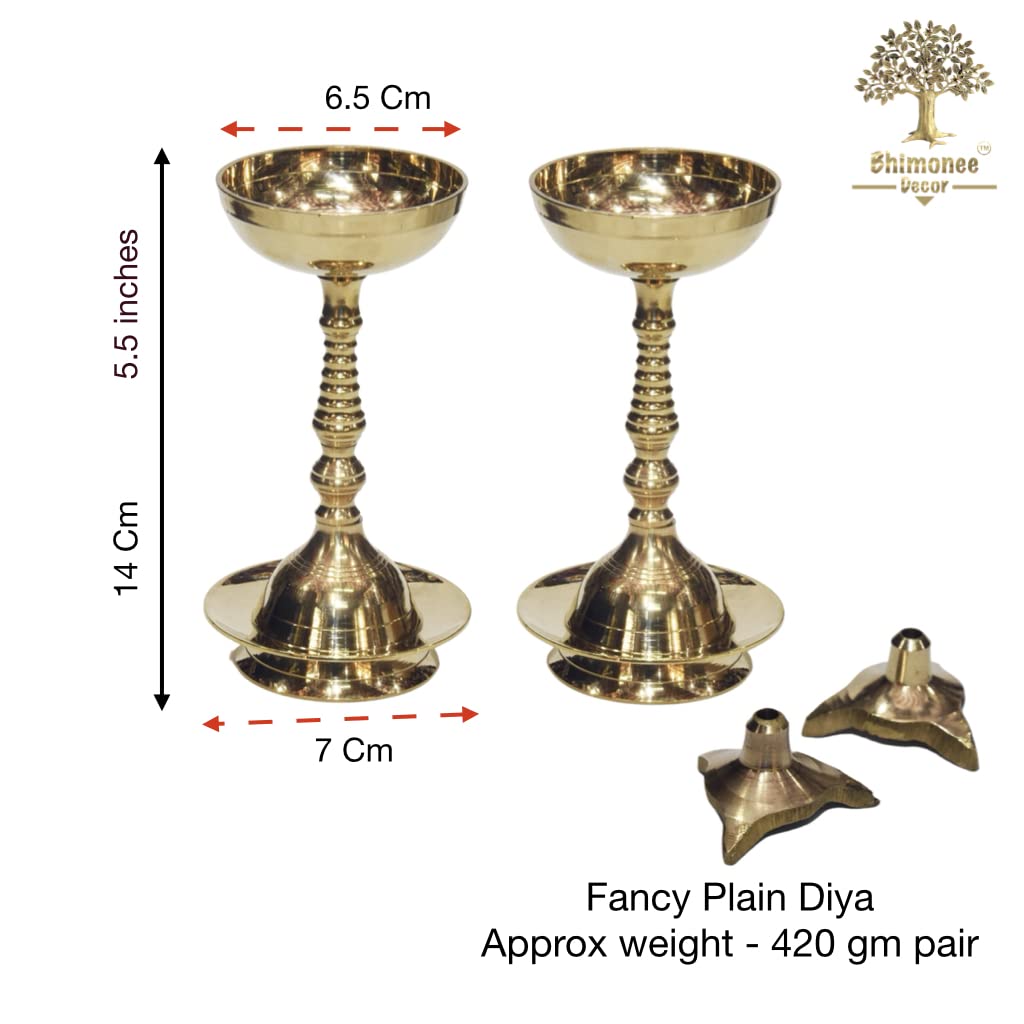 6.5 Cm
Shimonee TM
Decor
5.5 inches
14 Cm
7 Cm
Fancy Plain Diya
Approx weight - 420 gm pair